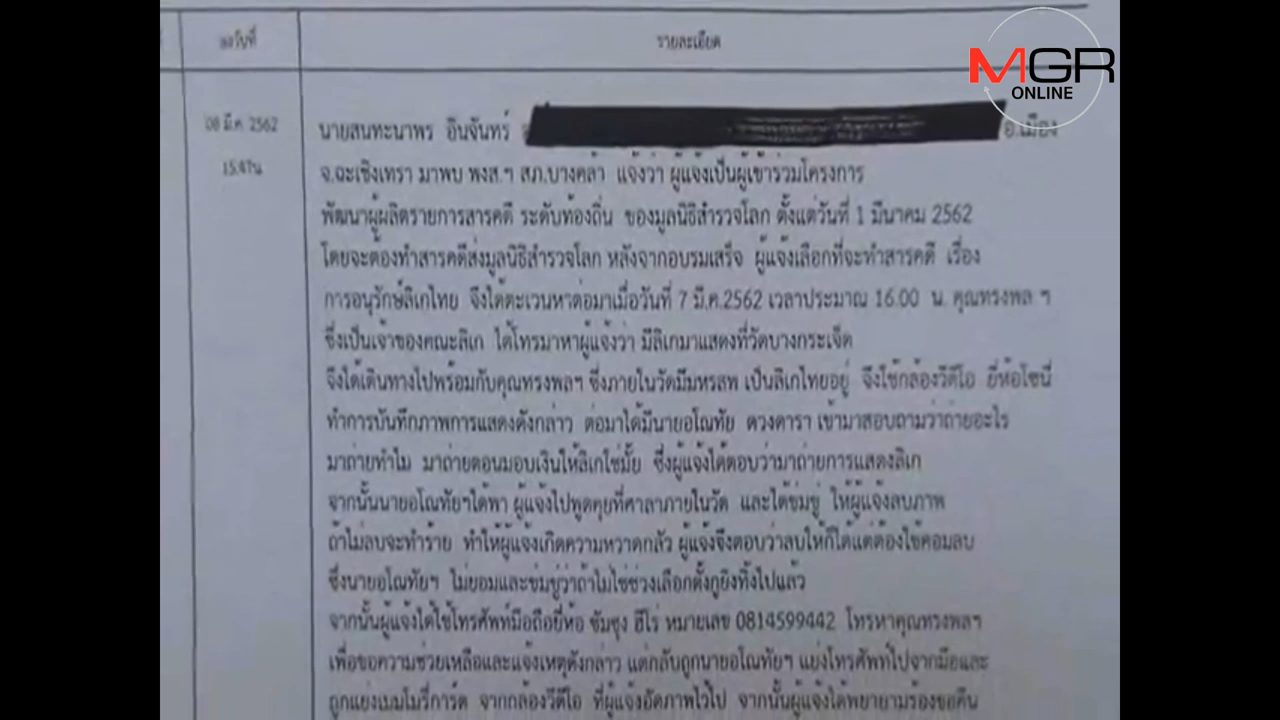 ลงวันที่
รายละเอียด
MGR
ONLINE
08 มี.ค. 2562
15.47น.
นายสนทะนาพร อินจันทร์
อ.เมือง
จ.ฉะเชิงเทรา มาพบ พงส.ฯ สภ.บางคล้า แจ้งว่า ผู้แจ้งเป็นผู้เข้าร่วมโครงการ
พัฒนาผู้ผลิตรายการสารคดี ระดับท้องถิ่น ของมูลนิธิสำรวจโลก ตั้งแต่วันที่ 1 มีนาคม 2562
โดยจะต้องทำสารคดีส่งมูลนิธิสำรวจโลก หลังจากอบรมเสร็จ ผู้แจ้งเลือกที่จะทำสารคดี เรื่อง
การอนุรักษ์ลิเกไทย จึงได้ตะเวนหาต่อมาเมื่อวันที่ 7 มี.ค.2562 เวลาประมาณ 16.00 น. คุณทรงพล ฯ
ซึ่งเป็นเจ้าของคณะลิเก ได้โทรมาหาผู้แจ้งว่า มีลิเกมาแสดงที่วัดบางกระเจ็ด
จึงได้เดินทางไปพร้อมกับคุณทรงพลฯ ซึ่งภายในวัดมีมหรสพ เป็นลิเกไทยอยู่ จึงใช้กล้องวีดีโอ ยี่ห้อโซนี่
ทำการบันทึกภาพการแสดงดังกล่าว ต่อมาได้มีนายอโณทัย ดวงดารา เข้ามาสอบถามว่าถ่ายอะไร
มาถ่ายทำไม มาถ่ายตอนมอบเงินให้ลิเกใช่มั้ย ซึ่งผู้แจ้งได้ตอบว่ามาถ่ายการแสดงลิเก
จากนั้นนายอโณทัยฯได้พา ผู้แจ้งไปพูดคุยที่ศาลาภายในวัด และได้ข่มขู่ ให้ผู้แจ้งลบภาพ
ถ้าไม่ลบจะทำร้าย ทำให้ผู้แจ้งเกิดความหวาดกลัว ผู้แจ้งจึงตอบว่าลบให้ก็ได้แต่ต้องใช้คอมลบ
ซึ่งนายอโณทัยฯ ไม่ยอมและข่มขู่ว่าถ้าไม่ใช่ช่วงเลือกตั้งกูยิงทิ้งไปแล้ว
จากนั้นผู้แจ้งได้ใช้โทรศัพท์มือถือยี่ห้อ ซัมซุง ฮีโร่ หมายเลข 0814599442 โทรหาคุณทรงพลฯ
เพื่อขอความช่วยเหลือและแจ้งเหตุดังกล่าว แต่กลับถูกนายอโณทัยฯ แย่งโทรศัพท์ไปจากมือและ
ถูกแย่งเมมโมรี่การ์ด จากกล้องวีดีโอ ที่ผู้แจ้งอัดภาพไว้ไป จากนั้นผู้แจ้งได้พยายามร้องขอคืน